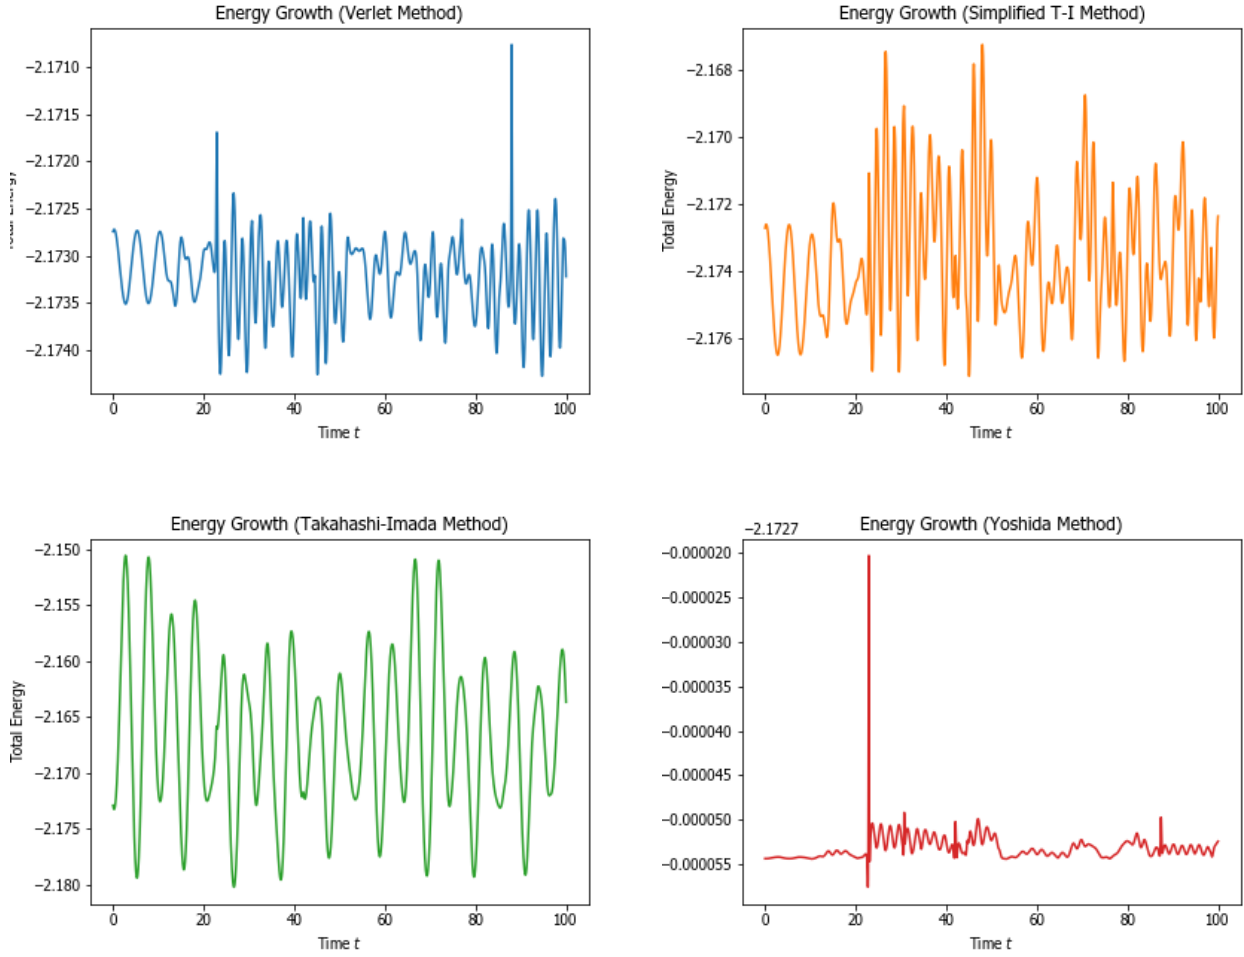 Energy Growth (Verlet Method)
−2.1710
−2.1715
−2.1720
−2.1725
−2.1730
−2.1735
−2.1740
Energy
0 20 40 60 80 100
Time t
Energy Growth (Simplified T-I Method)
−2.168
−2.170
−2.172
−2.174
−2.176
Total Energy
0 20 40 60 80 100
Time t
Energy Growth (Takahashi-Imada Method)
−2.150
−2.155
−2.160
−2.165
−2.170
−2.175
−2.180
Total Energy
0 20 40 60 80 100
Time t
−2.1727
Energy Growth (Yoshida Method)
−0.000020
−0.000025
−0.000030
−0.000035
−0.000040
−0.000045
−0.000050
−0.000055
0 20 40 60 80 100
Time t